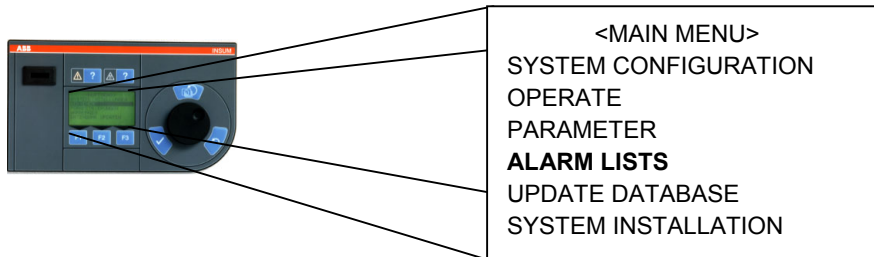 ABB
INSUM
? ?
F1 F2 F3
<MAIN MENU>
SYSTEM CONFIGURATION
OPERATE
PARAMETER
ALARM LISTS
UPDATE DATABASE
SYSTEM INSTALLATION